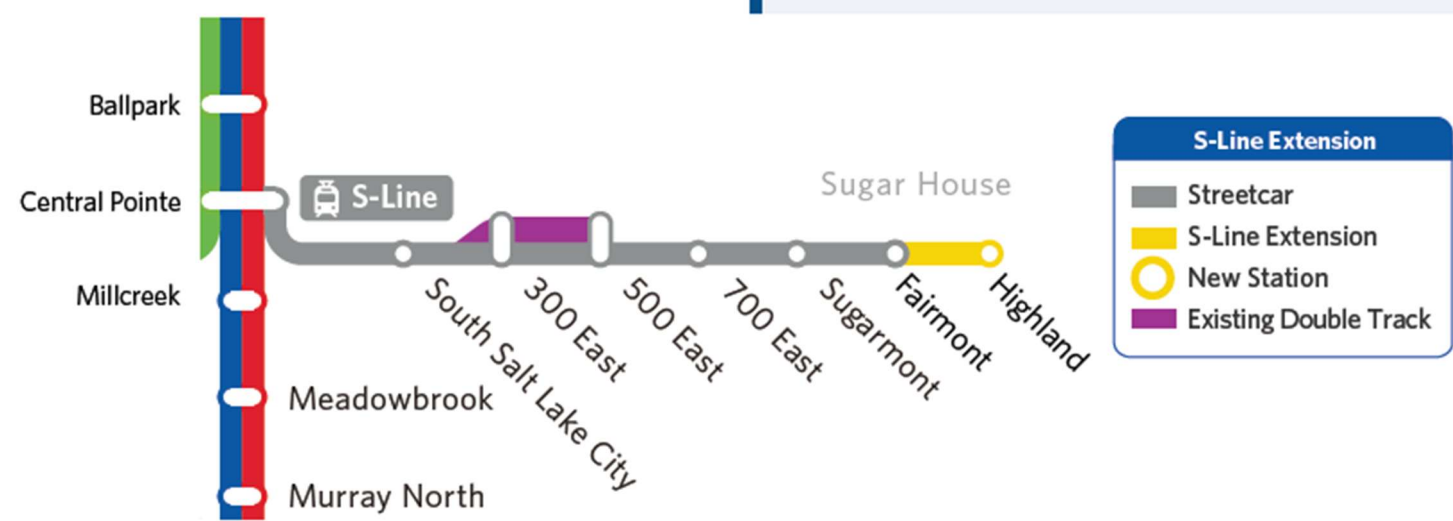 Ballpark
Central Pointe
Millcreek
Meadowbrook
Murray North
S-Line
Sugar House
South Salt Lake City
300 East
500 East
700 East
Sugarmont
Fairmont
Highland
S-Line Extension
Streetcar
S-Line Extension
New Station
Existing Double Track